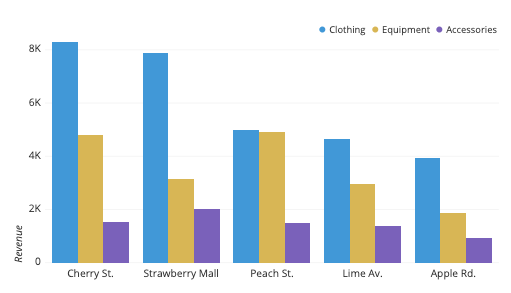 Clothing Equipment Accessories
8K
6K
4K
2K
0
Revenue
Cherry St. Strawberry Mall Peach St. Lime Av. Apple Rd.